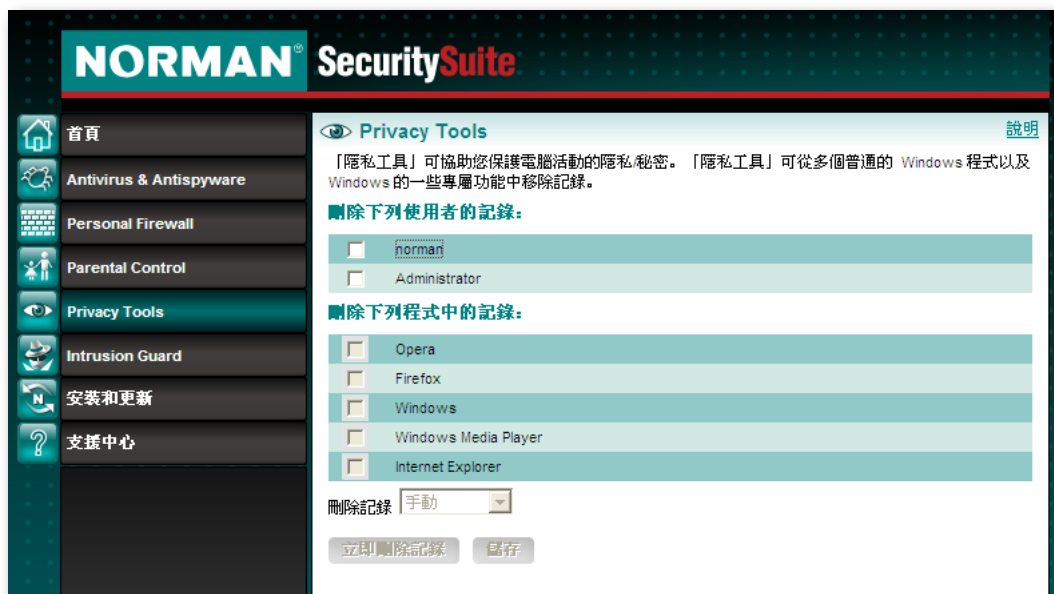 NORMAN® SecuritySuite
首頁
Antivirus & Antispyware
Personal Firewall
Parental Control
Privacy Tools
Intrusion Guard
安裝和更新
支援中心
Privacy Tools
說明
「隱私工具」可協助您保護電腦活動的隱私/秘密。「隱私工具」可從多個普通的 Windows 程式以及
Windows 的一些專屬功能中移除記錄。
刪除下列使用者的記錄:
norman
Administrator
刪除下列程式中的記錄:
Opera
Firefox
Windows
Windows Media Player
Internet Explorer
刪除記錄 手動
立即刪除記錄 儲存